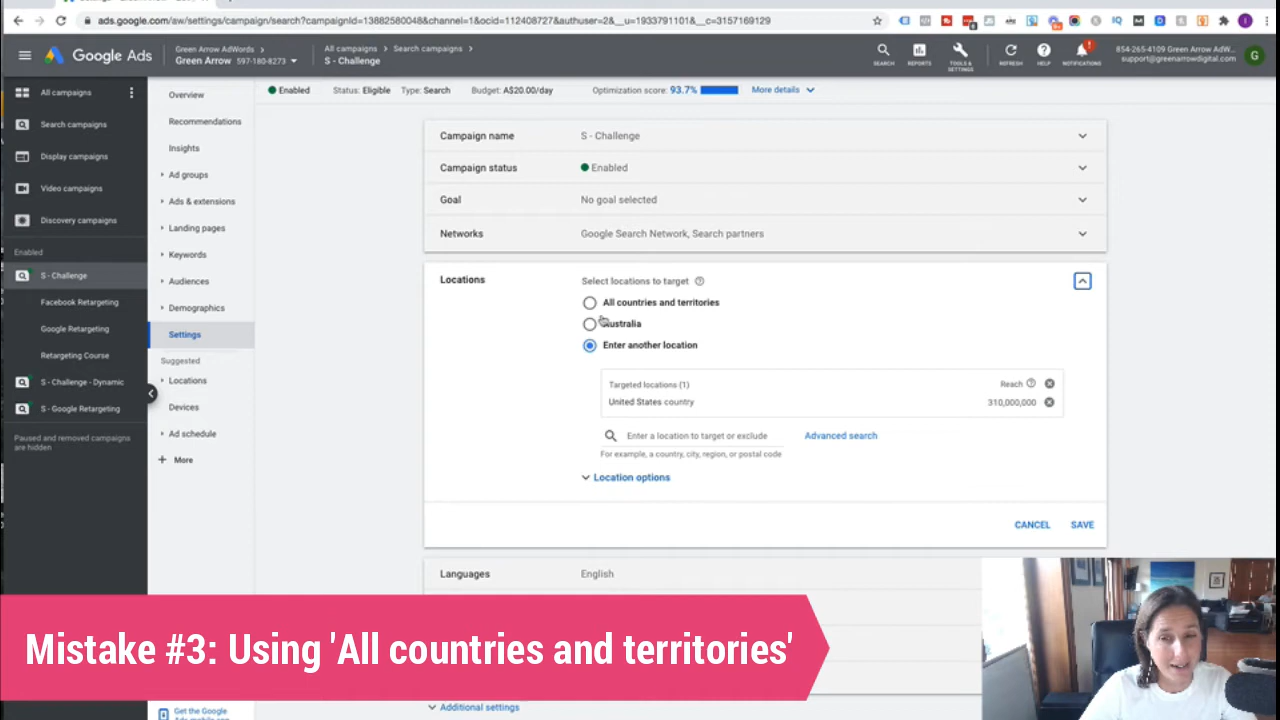 ads.google.com/aw/settings/campaign/search?campaignId=13882580048&channel=1&ocid=112408727&authuser=2&__u=1933791101&__c=3157169129
Google Ads
Green Arrow AdWords
Green Arrow 597-180-8273
All campaigns > Search campaigns >
S - Challenge
SEARCH
REPORTS
TOOLS & SETTINGS
REFRESH
HELP
NOTIFICATIONS
854-265-4109 Green Arrow AdW...
support@greenarrowdigital.com
G
All campaigns
Search campaigns
Display campaigns
Video campaigns
Discovery campaigns
Enabled
S - Challenge
Facebook Retargeting
Google Retargeting
Retargeting Course
S - Challenge - Dynamic
S - Google Retargeting
Paused and removed campaigns
are hidden
Overview
Recommendations
Insights
Ad groups
Ads & extensions
Landing pages
Keywords
Audiences
Demographics
Settings
Suggested
Locations
Devices
Ad schedule
+ More
Get the Google
Ads mobile app
Enabled Status: Eligible Type: Search Budget: A$20.00/day Optimization score: 93.7% More details
Campaign name S - Challenge
Campaign status Enabled
Goal No goal selected
Networks Google Search Network, Search partners
Locations Select locations to target
All countries and territories
Australia
Enter another location
Targeted locations (1) Reach
United States country 310,000,000
Enter a location to target or exclude Advanced search
For example, a country, city, region, or postal code
Location options
CANCEL SAVE
Languages English
Mistake #3: Using 'All countries and territories'
Additional settings